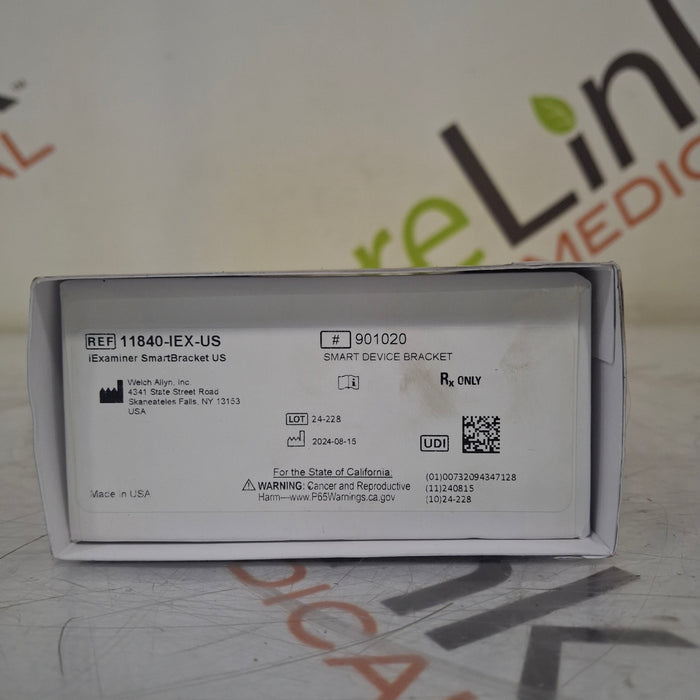 reLink
MEDICAL
REF 11840-IEX-US
iExaminer SmartBracket US
# 901020
SMART DEVICE BRACKET
Welch Allyn, Inc.
4341 State Street Road
Skaneateles Falls, NY 13153
USA
Rx ONLY
LOT 24-228
2024-08-15
UDI
Made in USA
For the State of California,
WARNING: Cancer and Reproductive
Harm—www.P65Warnings.ca.gov
(01)00732094347128
(11)240815
(10)24-228